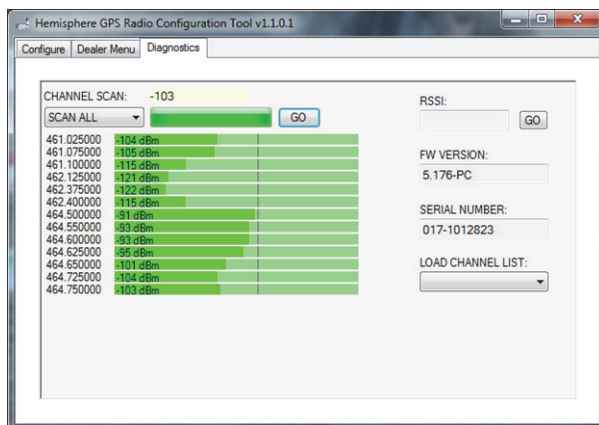 Hemisphere GPS Radio Configuration Tool v1.1.0.1
Configure Dealer Menu Diagnostics
CHANNEL SCAN: -103
SCAN ALL GO
461.025000 -104 dBm
461.075000 -105 dBm
461.100000 -115 dBm
462.125000 -121 dBm
462.375000 -122 dBm
462.400000 -115 dBm
464.500000 -91 dBm
464.550000 -93 dBm
464.600000 -93 dBm
464.625000 -95 dBm
464.650000 -101 dBm
464.725000 -104 dBm
464.750000 -103 dBm
RSSI:
GO
FW VERSION:
5.176-PC
SERIAL NUMBER:
017-1012823
LOAD CHANNEL LIST: